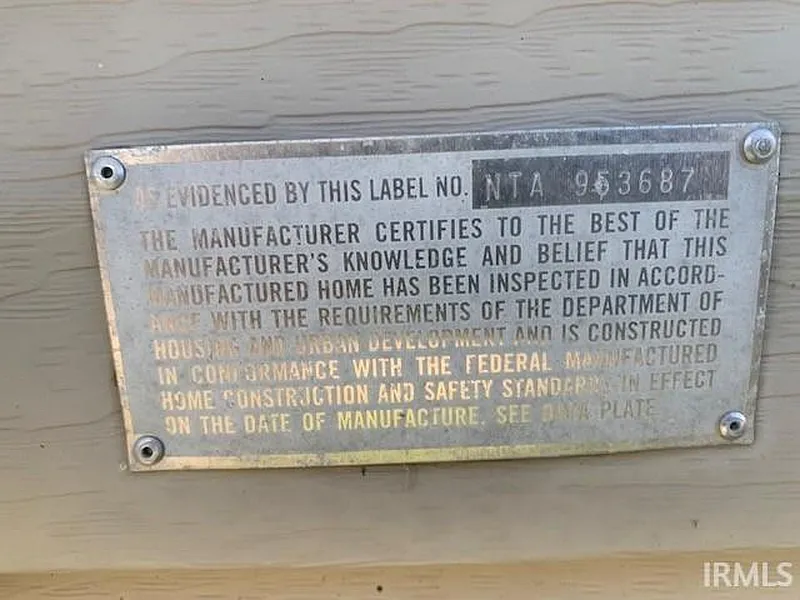 AS EVIDENCED BY THIS LABEL NO. NTA 953687
THE MANUFACTURER CERTIFIES TO THE BEST OF THE
MANUFACTURER'S KNOWLEDGE AND BELIEF THAT THIS
MANUFACTURED HOME HAS BEEN INSPECTED IN ACCORD-
ANCE WITH THE REQUIREMENTS OF THE DEPARTMENT OF
HOUSING AND URBAN DEVELOPMENT AND IS CONSTRUCTED
IN CONFORMANCE WITH THE FEDERAL MANUFACTURED
HOME CONSTRUCTION AND SAFETY STANDARDS IN EFFECT
ON THE DATE OF MANUFACTURE. SEE DATA PLATE
IRMLS